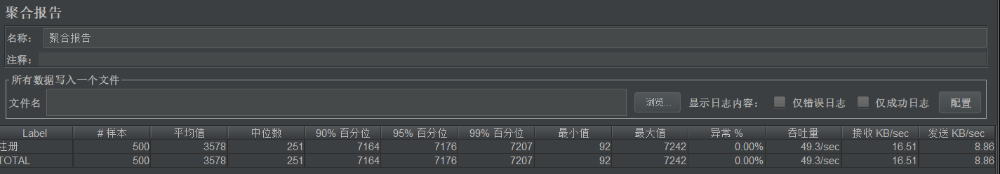 聚合报告
名称： 聚合报告
注释：
所有数据写入一个文件
文件名 浏览... 显示日志内容： 仅错误日志 仅成功日志 配置
Label # 样本 平均值 中位数 90% 百分位 95% 百分位 99% 百分位 最小值 最大值 异常 % 吞吐量 接收 KB/sec 发送 KB/sec
注册 500 3578 251 7164 7176 7207 92 7242 0.00% 49.3/sec 16.51 8.86
TOTAL 500 3578 251 7164 7176 7207 92 7242 0.00% 49.3/sec 16.51 8.86